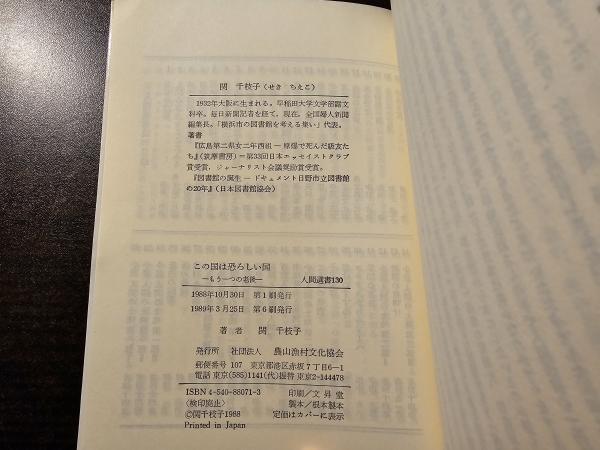 関 千枝子（せき ちえこ）
1932年大阪に生まれる。早稲田大学文学部露文
科卒。毎日新聞記者を経て，現在，全国婦人新聞
編集長。「横浜市の図書館を考える集い」代表。
著書
『広島第二県女二年西組 — 原爆で死んだ級友た
ち』（筑摩書房）＝第33回日本エッセイストクラブ
賞受賞，ジャーナリスト会議奨励賞受賞。
『図書館の誕生 — ドキュメント日野市立図書館
の20年』（日本図書館協会）
この国は恐ろしい国
—もう一つの老後— 人間選書130
1988年10月30日 第1刷発行
1989年3月25日 第6刷発行
著者 関 千枝子
発行所 社団法人 農山漁村文化協会
郵便番号 107 東京都港区赤坂7丁目6-1
電話 東京(585)1141(代) 振替 東京2-144478
ISBN 4-540-88071-3 印刷／文昇堂
〈検印廃止〉 製本／根本製本
©関千枝子1988 定価はカバーに表示
Printed in Japan